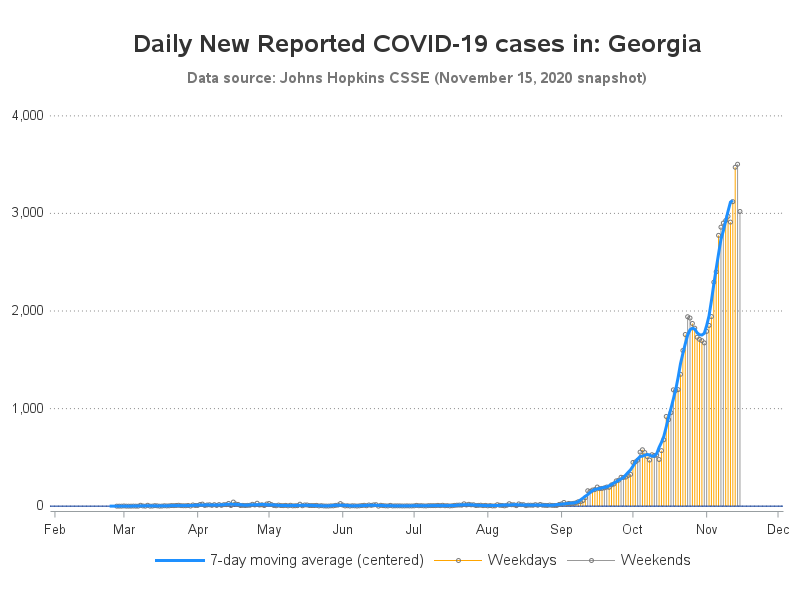 Daily New Reported COVID-19 cases in: Georgia
Data source: Johns Hopkins CSSE (November 15, 2020 snapshot)
4,000
3,000
2,000
1,000
0
Feb Mar Apr May Jun Jul Aug Sep Oct Nov Dec
7-day moving average (centered) Weekdays Weekends